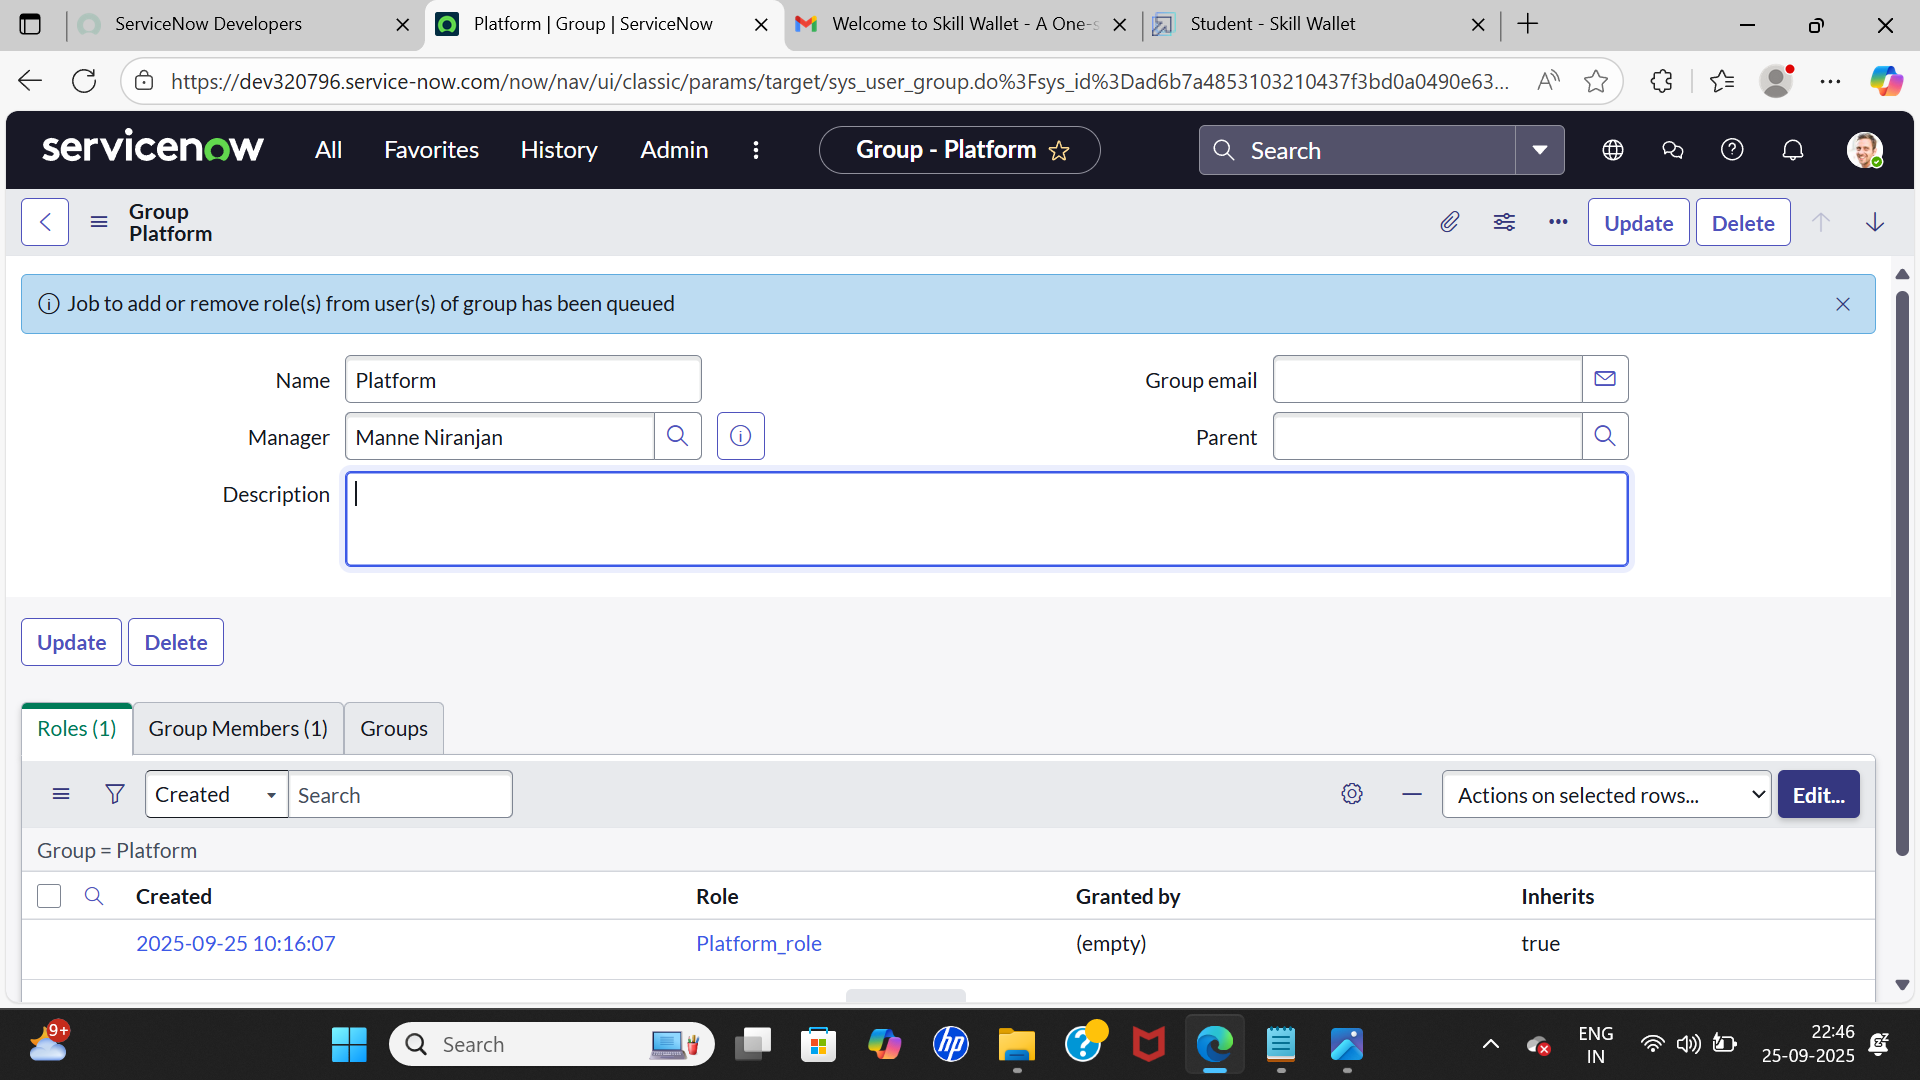 ServiceNow Developers
Platform | Group | ServiceNow
Welcome to Skill Wallet - A One-s
Student - Skill Wallet
https://dev320796.service-now.com/now/nav/ui/classic/params/target/sys_user_group.do%3Fsys_id%3Dad6b7a4853103210437f3bd0a0490e63...
servicenow
All
Favorites
History
Admin
Group - Platform
Search
Group
Platform
Update
Delete
Job to add or remove role(s) from user(s) of group has been queued
Name
Platform
Group email
Manager
Manne Niranjan
Parent
Description
Update
Delete
Roles (1)
Group Members (1)
Groups
Created
Search
Actions on selected rows...
Edit...
Group = Platform
Created
Role
Granted by
Inherits
2025-09-25 10:16:07
Platform_role
(empty)
true
9+
Search
hp
ENG
IN
22:46
25-09-2025